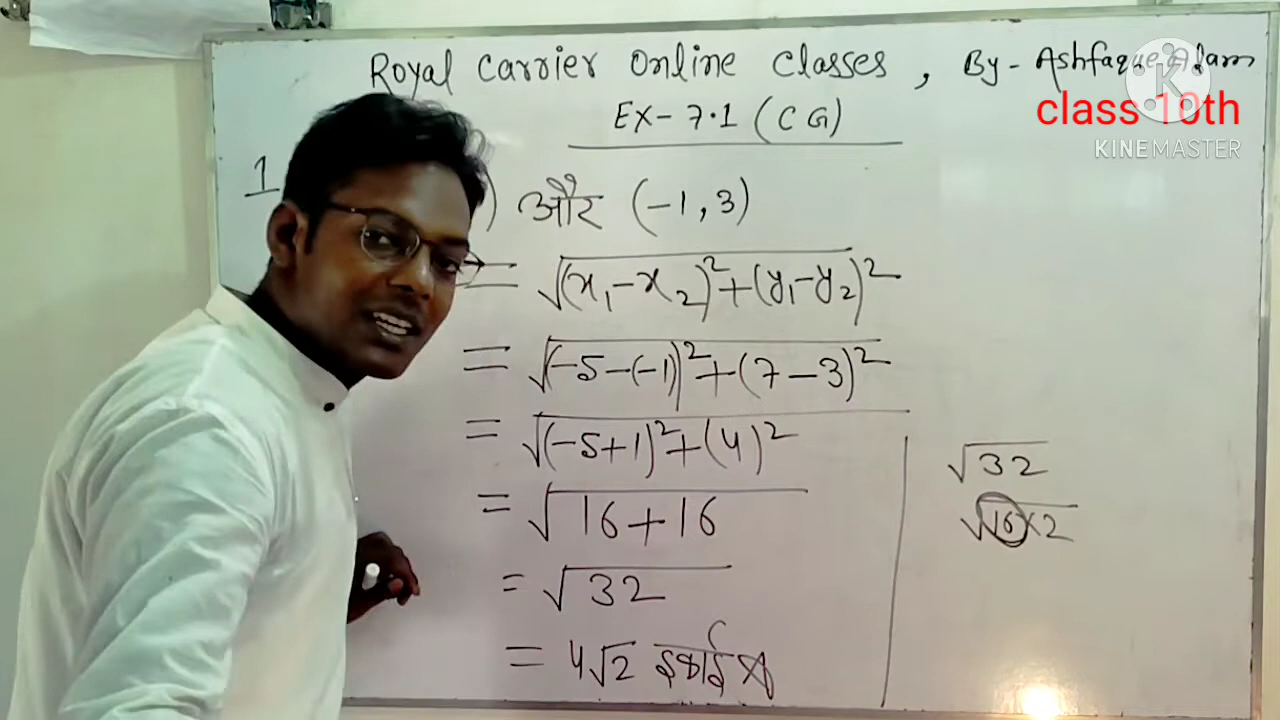 Royal Carrier Online Classes, By- Ashfaque Alam
class 10th
KINEMASTER
EX- 7.1 (CG)
1 ) और (-1, 3)
= √(x₁-x₂)²+(y₁-y₂)²
= √(-5-(-1))²+(7-3)²
= √(-5+1)²+(4)²
= √16+16
= √32
= 4√2 इकाई
√32
√16×2